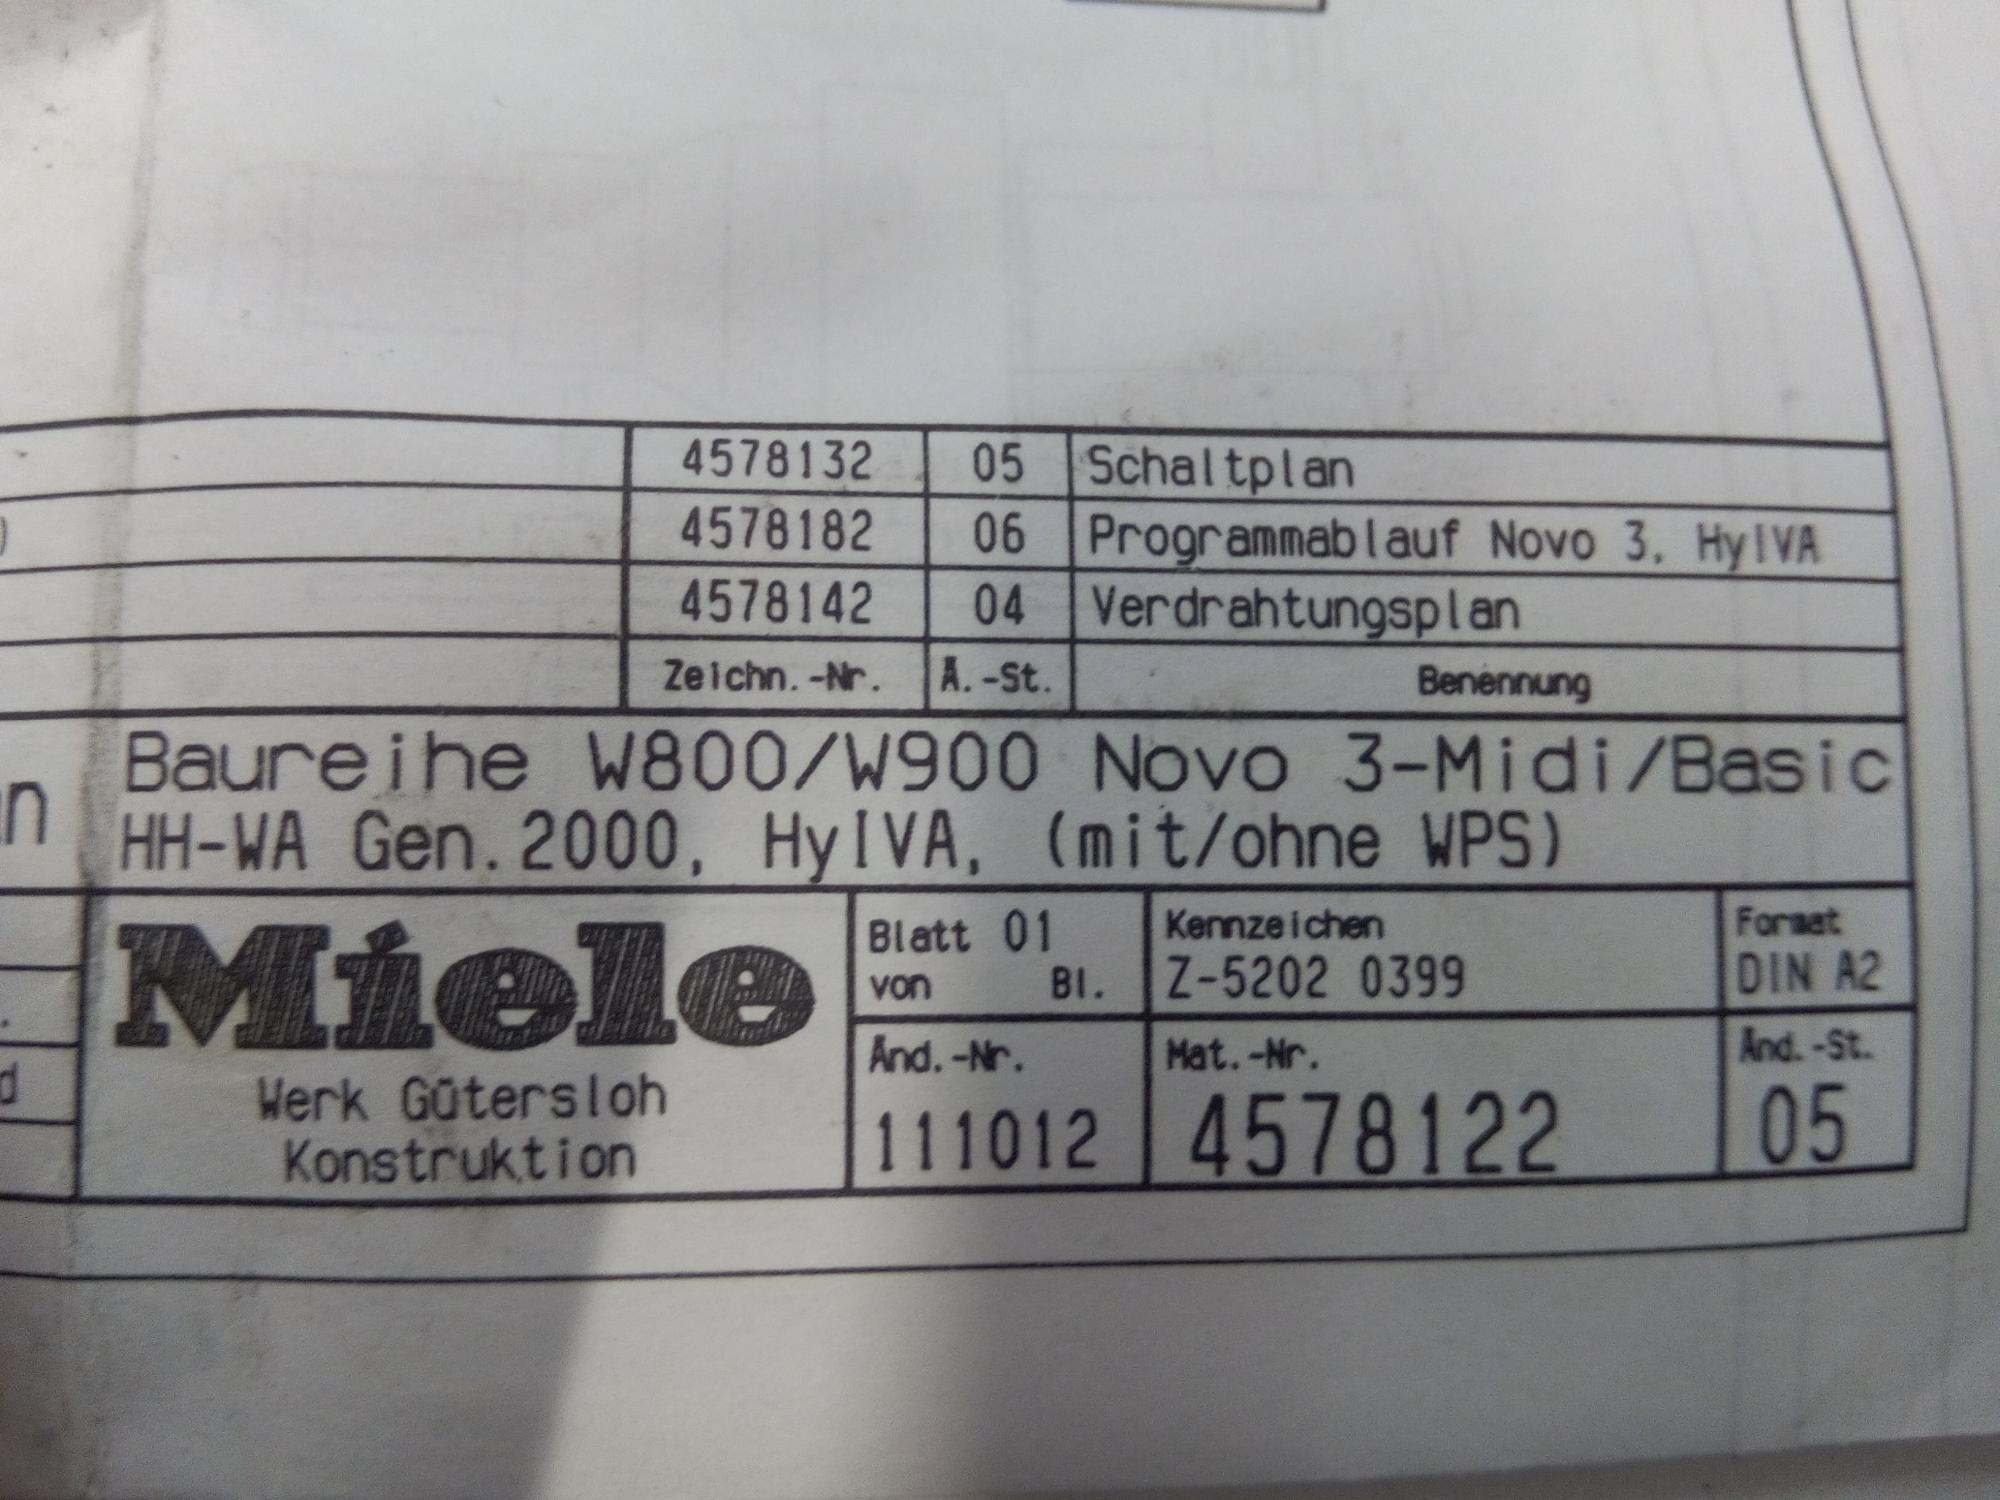 4578132 05 Schaltplan
4578182 06 Programmablauf Novo 3, HyIVA
4578142 04 Verdrahtungsplan
Zeichn.-Nr. Ä.-St. Benennung
Baureihe W800/W900 Novo 3-Midi/Basic
HH-WA Gen.2000, HyIVA, (mit/ohne WPS)
Miele
Werk Gütersloh
Konstruktion
Blatt 01
von Bl.
Kennzeichen
Z-5202 0399
Format
DIN A2
Änd.-Nr.
111012
Mat.-Nr.
4578122
Änd.-St.
05